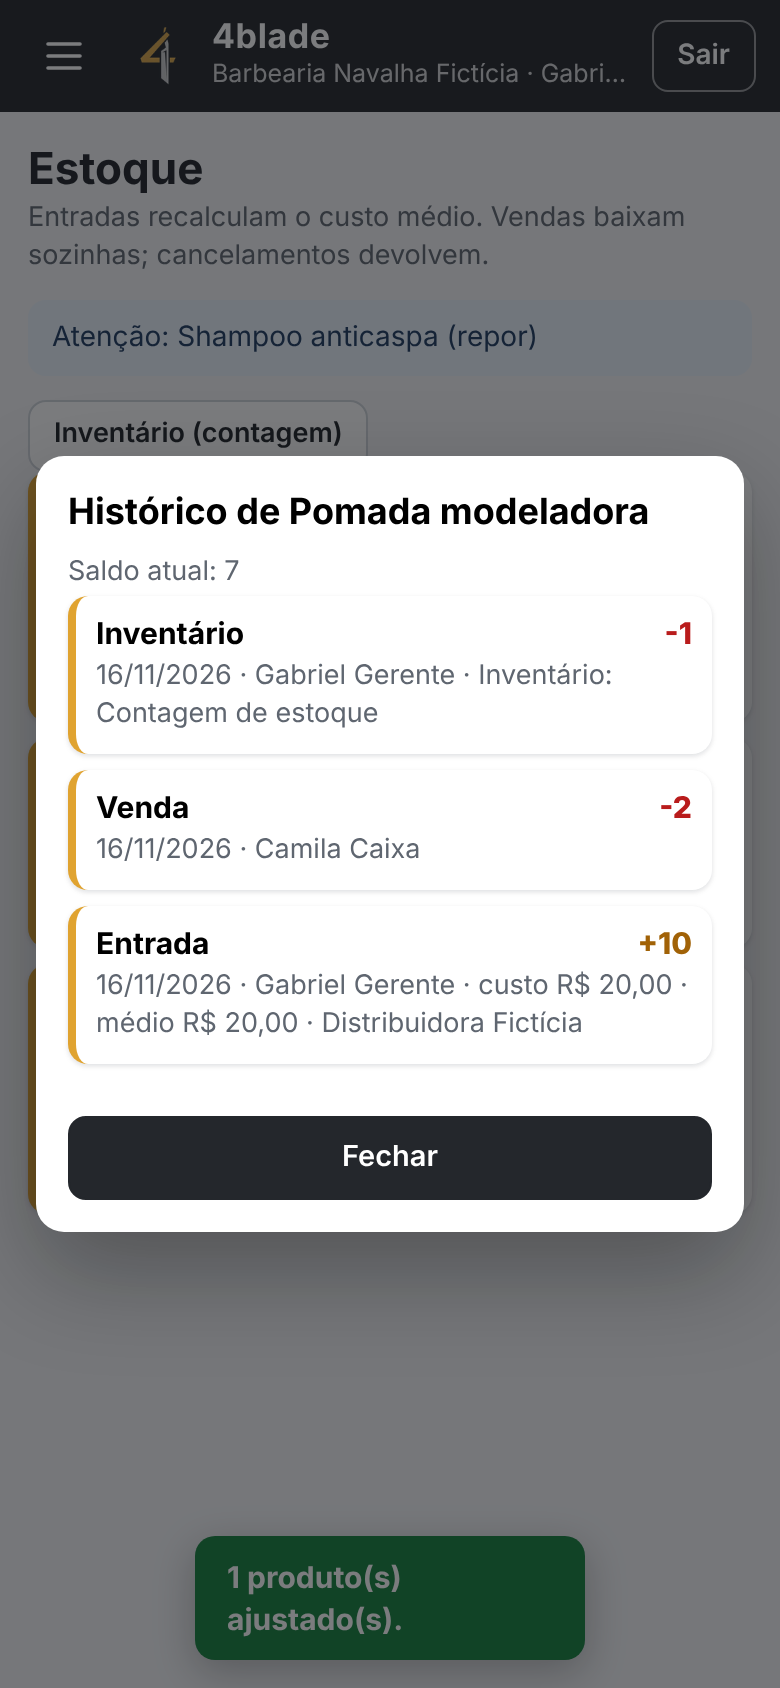 4blade
Barbearia Navalha Fictícia · Gabri...
Sair
Estoque
Entradas recalculam o custo médio. Vendas baixam
sozinhas; cancelamentos devolvem.
Atenção: Shampoo anticaspa (repor)
Inventário (contagem)
Histórico de Pomada modeladora
Saldo atual: 7
Inventário -1
16/11/2026 · Gabriel Gerente · Inventário:
Contagem de estoque
Venda -2
16/11/2026 · Camila Caixa
Entrada +10
16/11/2026 · Gabriel Gerente · custo R$ 20,00 ·
médio R$ 20,00 · Distribuidora Fictícia
Fechar
1 produto(s)
ajustado(s).